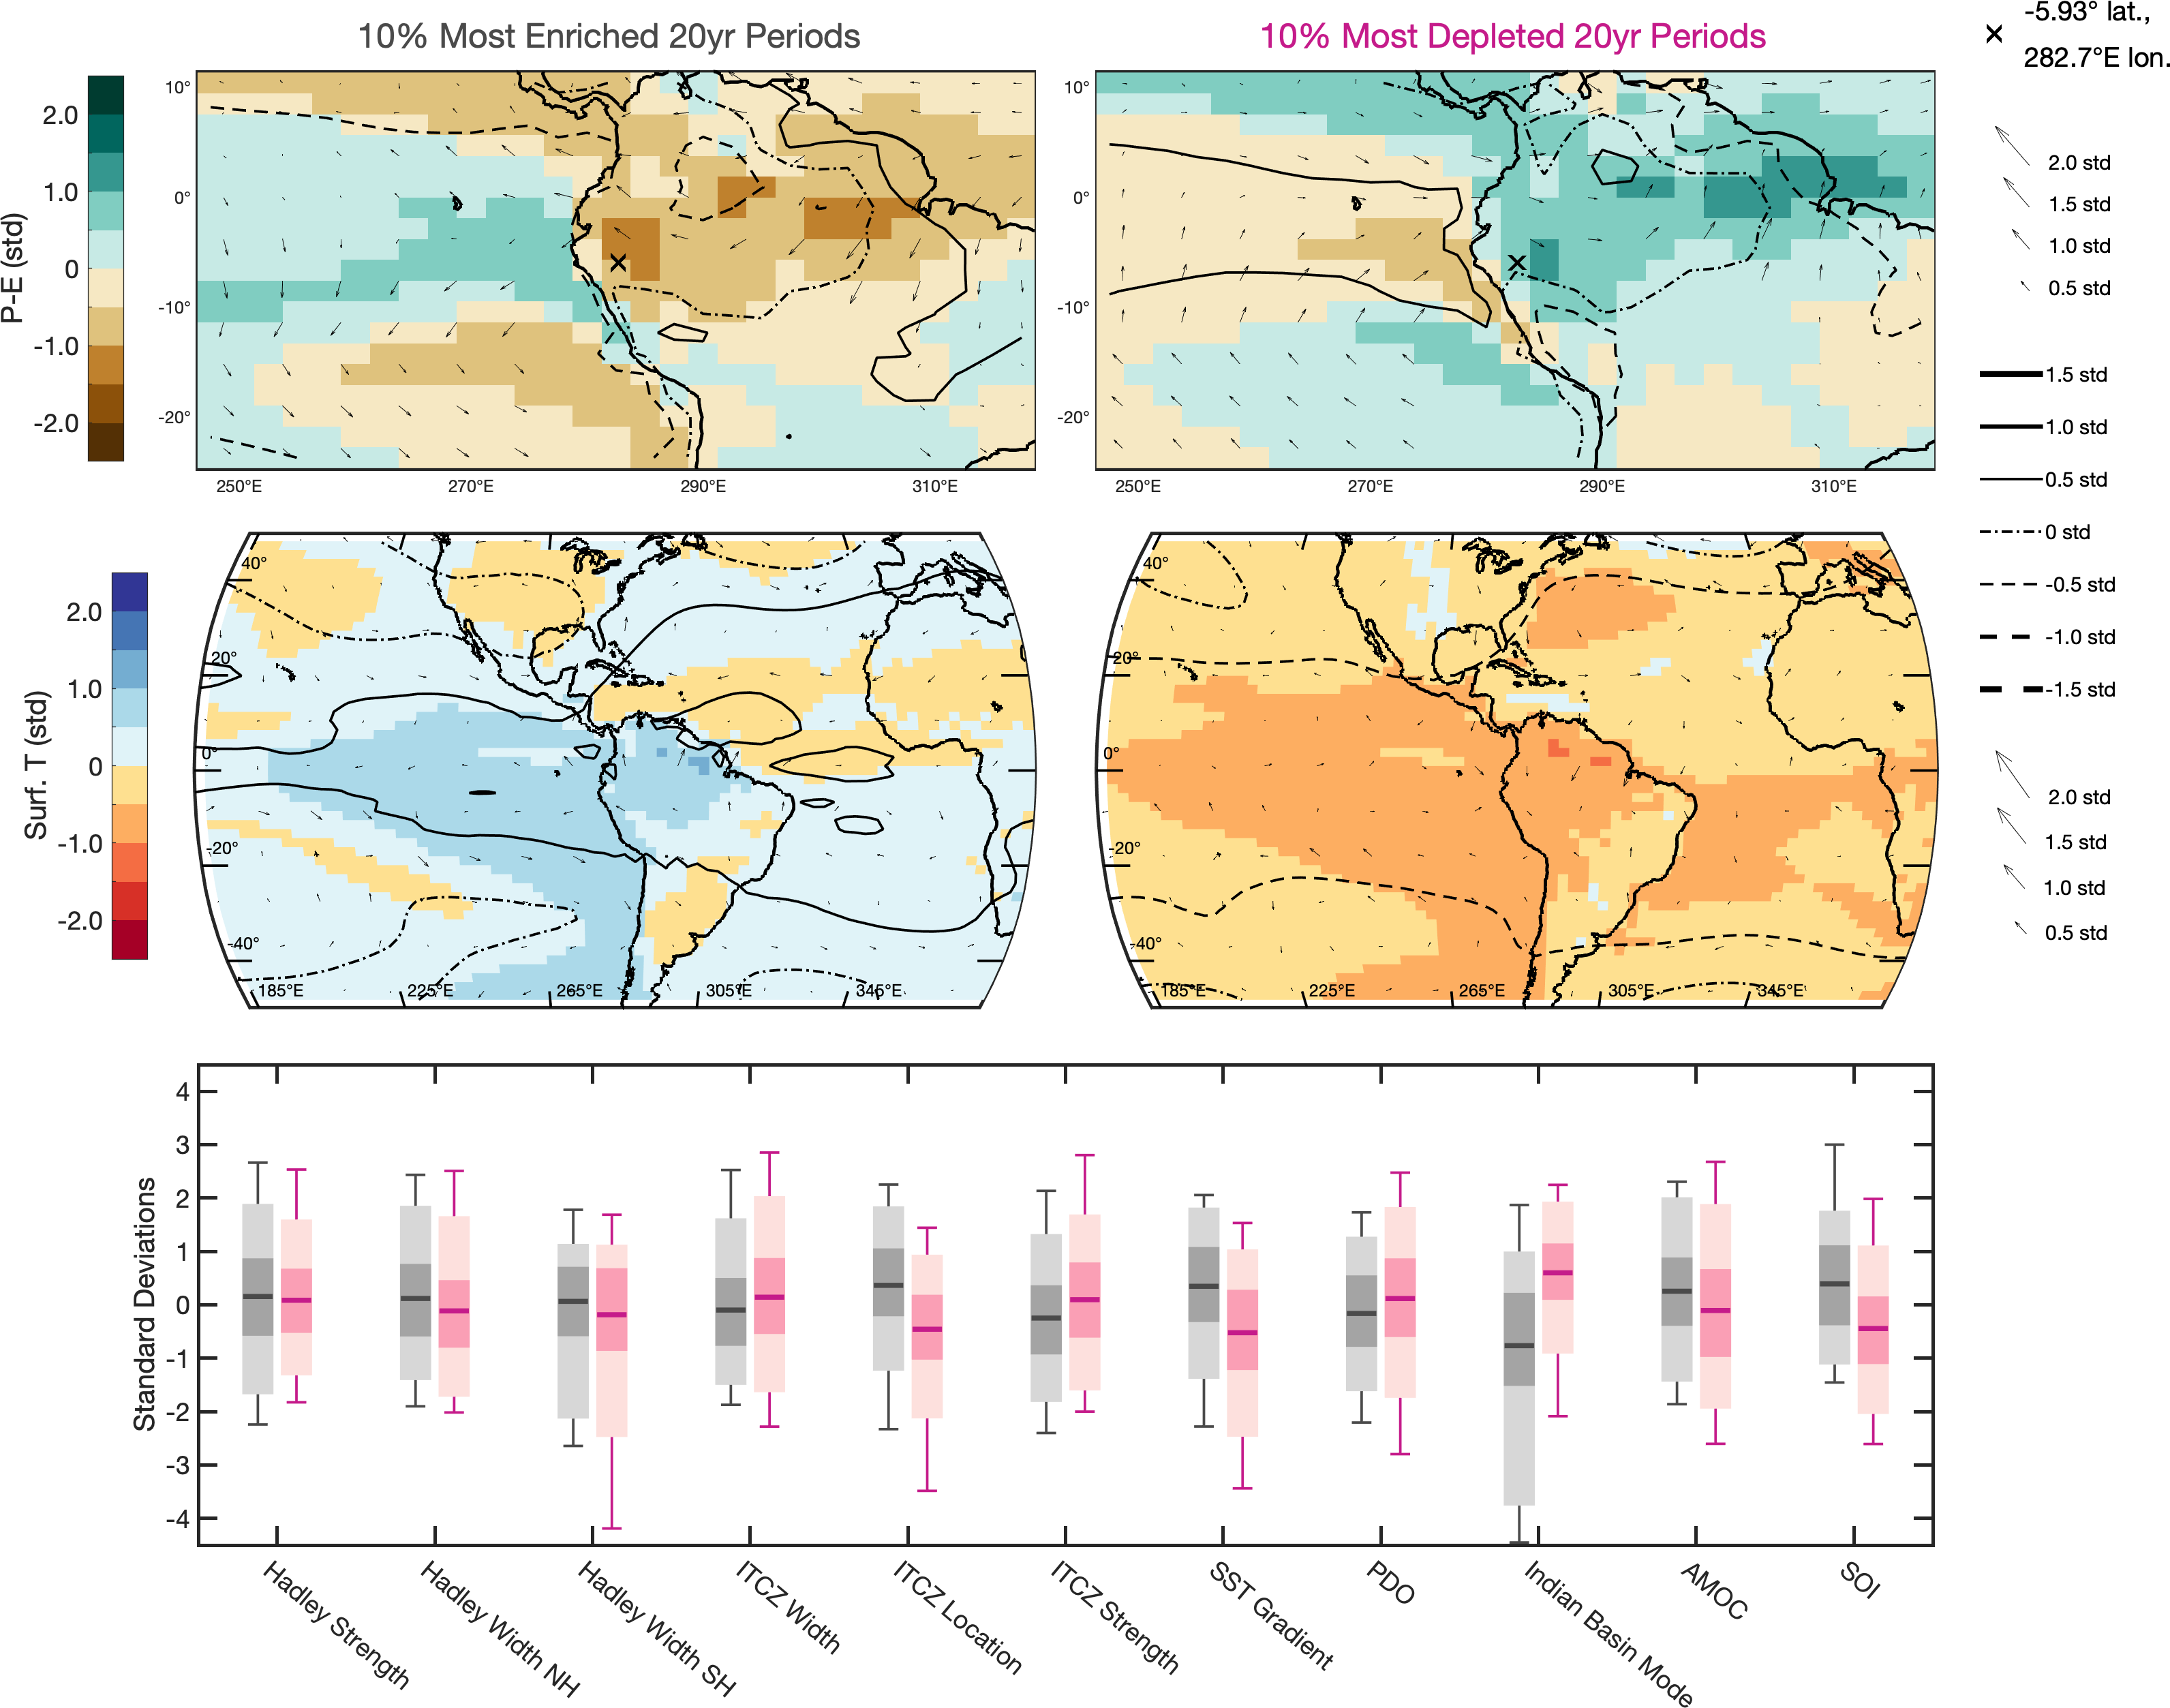 10% Most Enriched 20yr Periods
10% Most Depleted 20yr Periods
-5.93° lat.,
282.7°E lon.
P-E (std)
2.0
1.0
0
-1.0
-2.0
10°
0°
-10°
-20°
250°E 270°E 290°E 310°E
10°
0°
-10°
-20°
250°E 270°E 290°E 310°E
2.0 std
1.5 std
1.0 std
0.5 std
1.5 std
1.0 std
0.5 std
0 std
-0.5 std
-1.0 std
-1.5 std
Surf. T (std)
2.0
1.0
0
-1.0
-2.0
40°
20°
0°
-20°
-40°
185°E 225°E 265°E 305°E 345°E
40°
20°
0°
-20°
-40°
185°E 225°E 265°E 305°E 345°E
2.0 std
1.5 std
1.0 std
0.5 std
Standard Deviations
4
3
2
1
0
-1
-2
-3
-4
Hadley Strength
Hadley Width NH
Hadley Width SH
ITCZ Width
ITCZ Location
ITCZ Strength
SST Gradient
PDO
Indian Basin Mode
AMOC
SOI